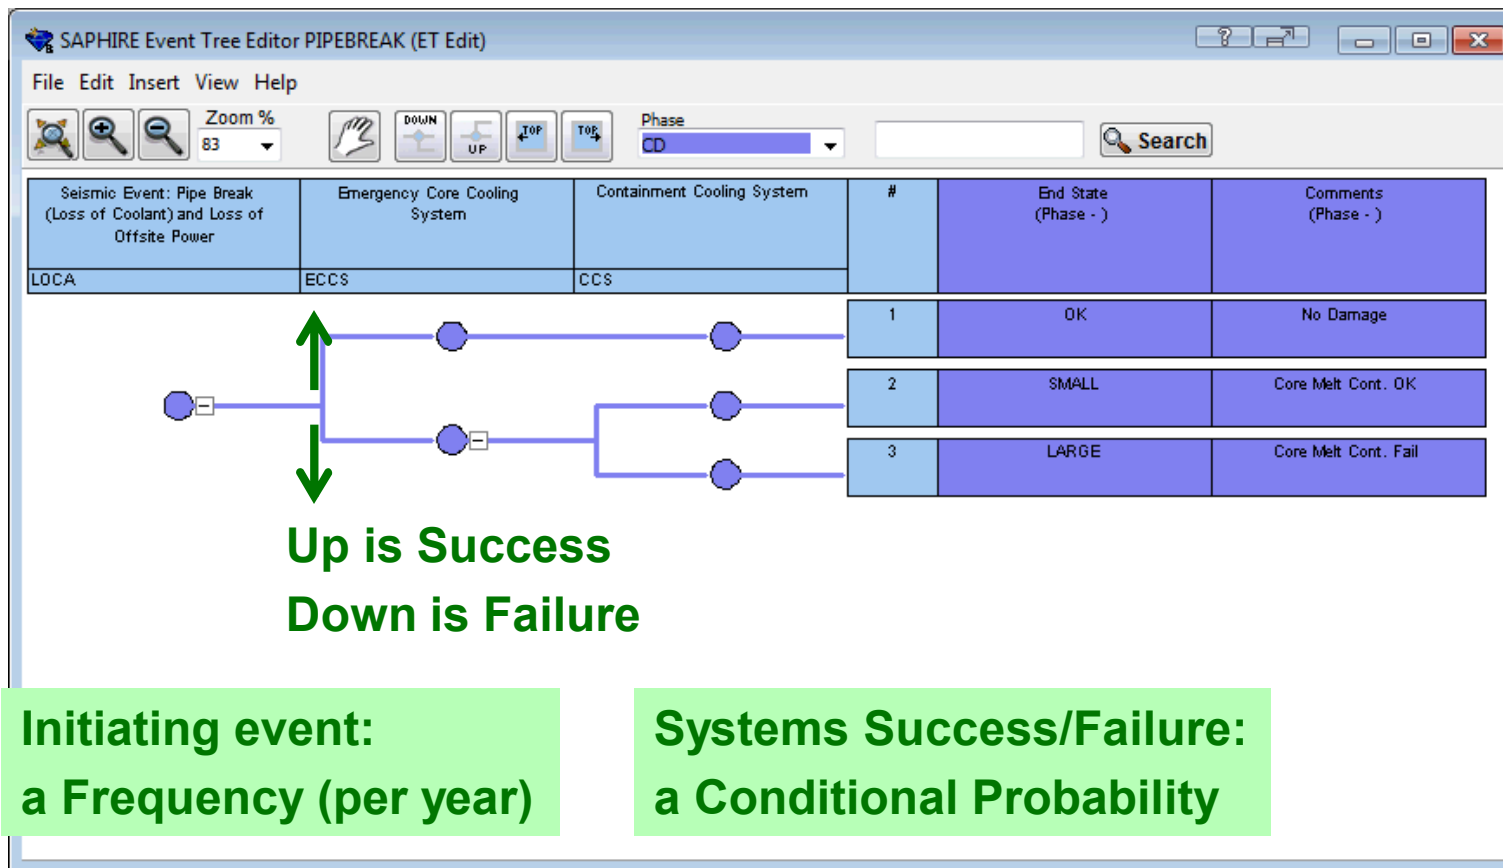 SAPHIRE Event Tree Editor PIPEBREAK (ET Edit)
File Edit Insert View Help
Zoom %
83
DOWN
UP
TOP
TOP
Phase
CD
Search
Seismic Event: Pipe Break
(Loss of Coolant) and Loss of
Offsite Power
Emergency Core Cooling
System
Containment Cooling System
#
End State
(Phase - )
Comments
(Phase - )
LOCA
ECCS
CCS
1
OK
No Damage
2
SMALL
Core Melt Cont. OK
3
LARGE
Core Melt Cont. Fail
Up is Success
Down is Failure
Initiating event:
a Frequency (per year)
Systems Success/Failure:
a Conditional Probability